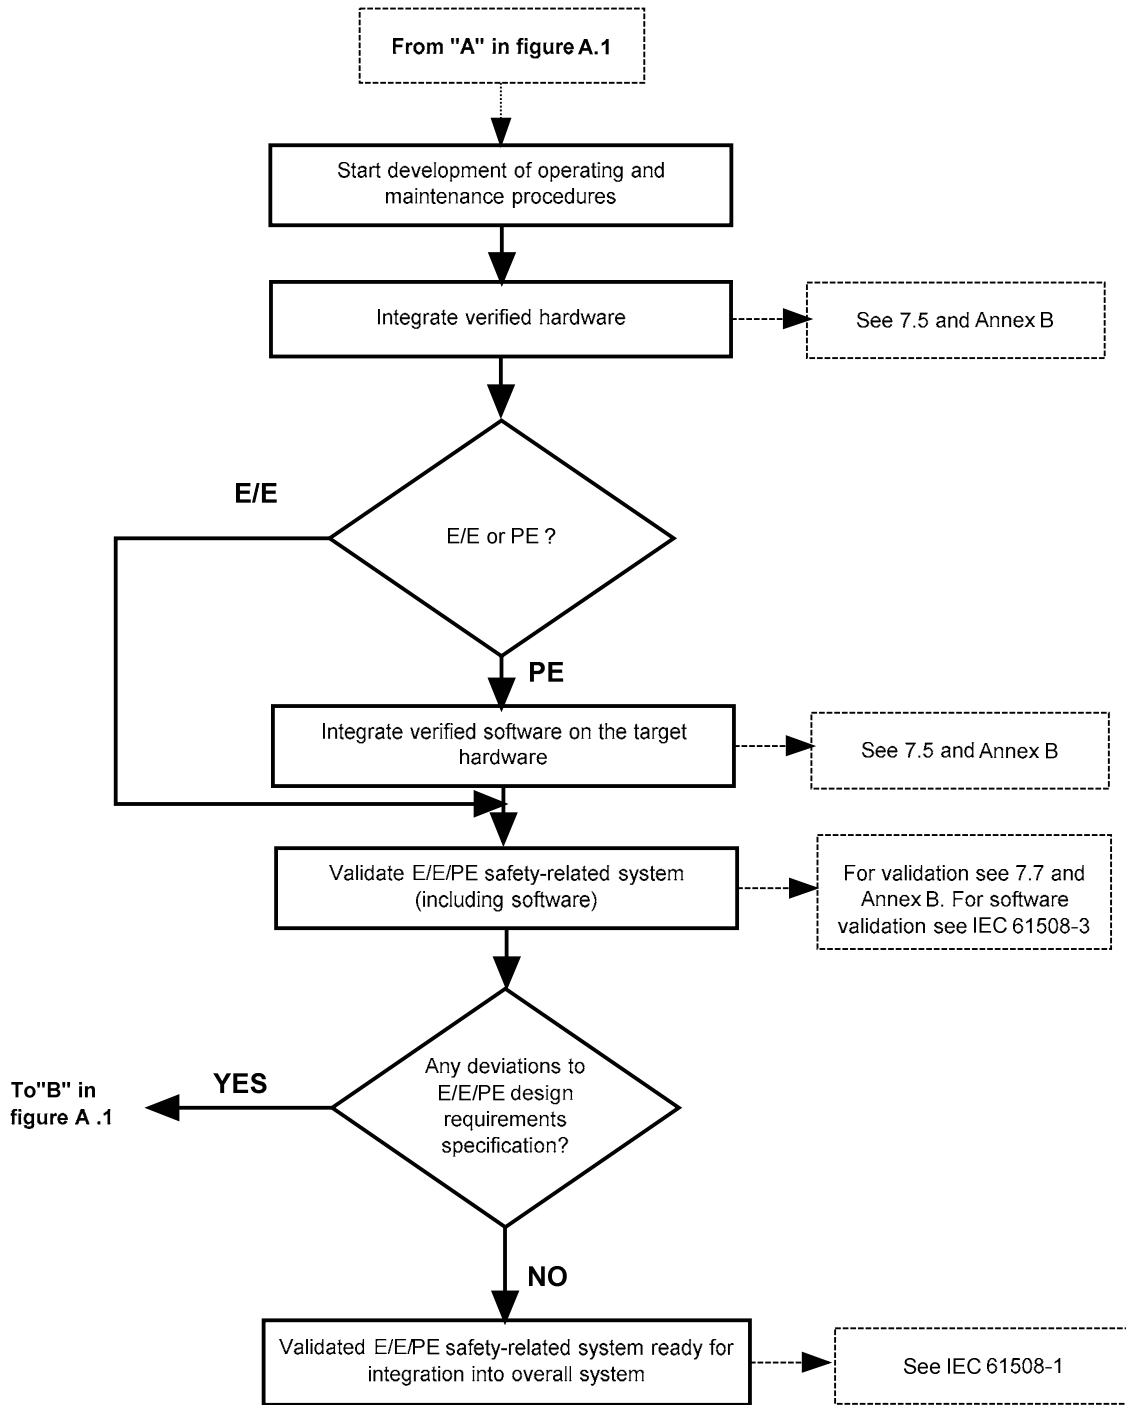 From "A" in figure A.1
Start development of operating and
maintenance procedures
Integrate verified hardware
See 7.5 and Annex B
E/E
E/E or PE ?
PE
Integrate verified software on the target
hardware
See 7.5 and Annex B
Validate E/E/PE safety-related system
(including software)
For validation see 7.7 and
Annex B. For software
validation see IEC 61508-3
Any deviations to
E/E/PE design
requirements
specification?
YES
To"B" in
figure A .1
NO
Validated E/E/PE safety-related system ready for
integration into overall system
See IEC 61508-1